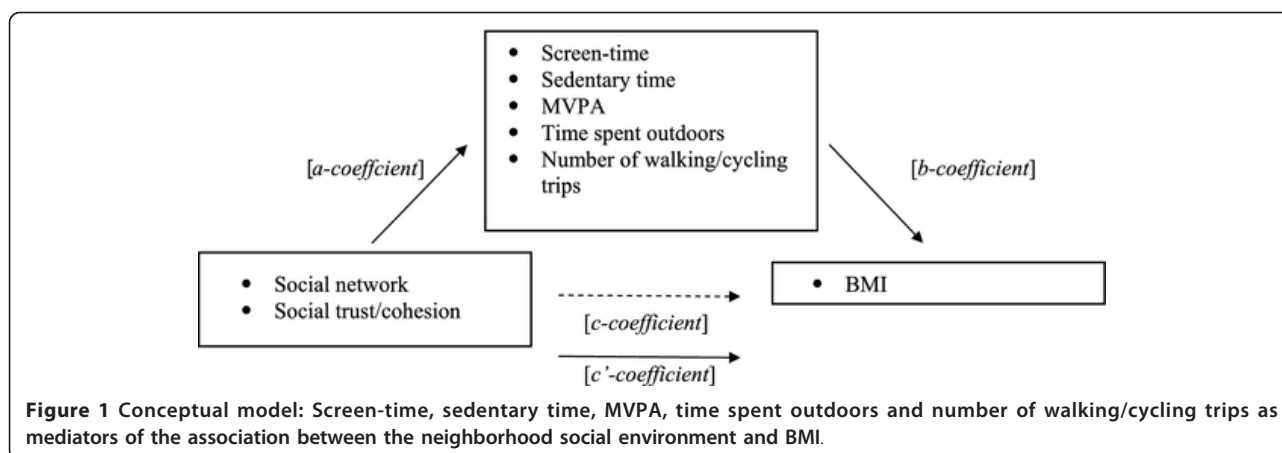 • Screen-time
• Sedentary time
• MVPA
• Time spent outdoors
• Number of walking/cycling
trips
[a-coeffcient]
[b-coefficient]
• Social network
• Social trust/cohesion
• BMI
[c-coefficient]
[c'-coefficient]
Figure 1 Conceptual model: Screen-time, sedentary time, MVPA, time spent outdoors and number of walking/cycling trips as
mediators of the association between the neighborhood social environment and BMI.